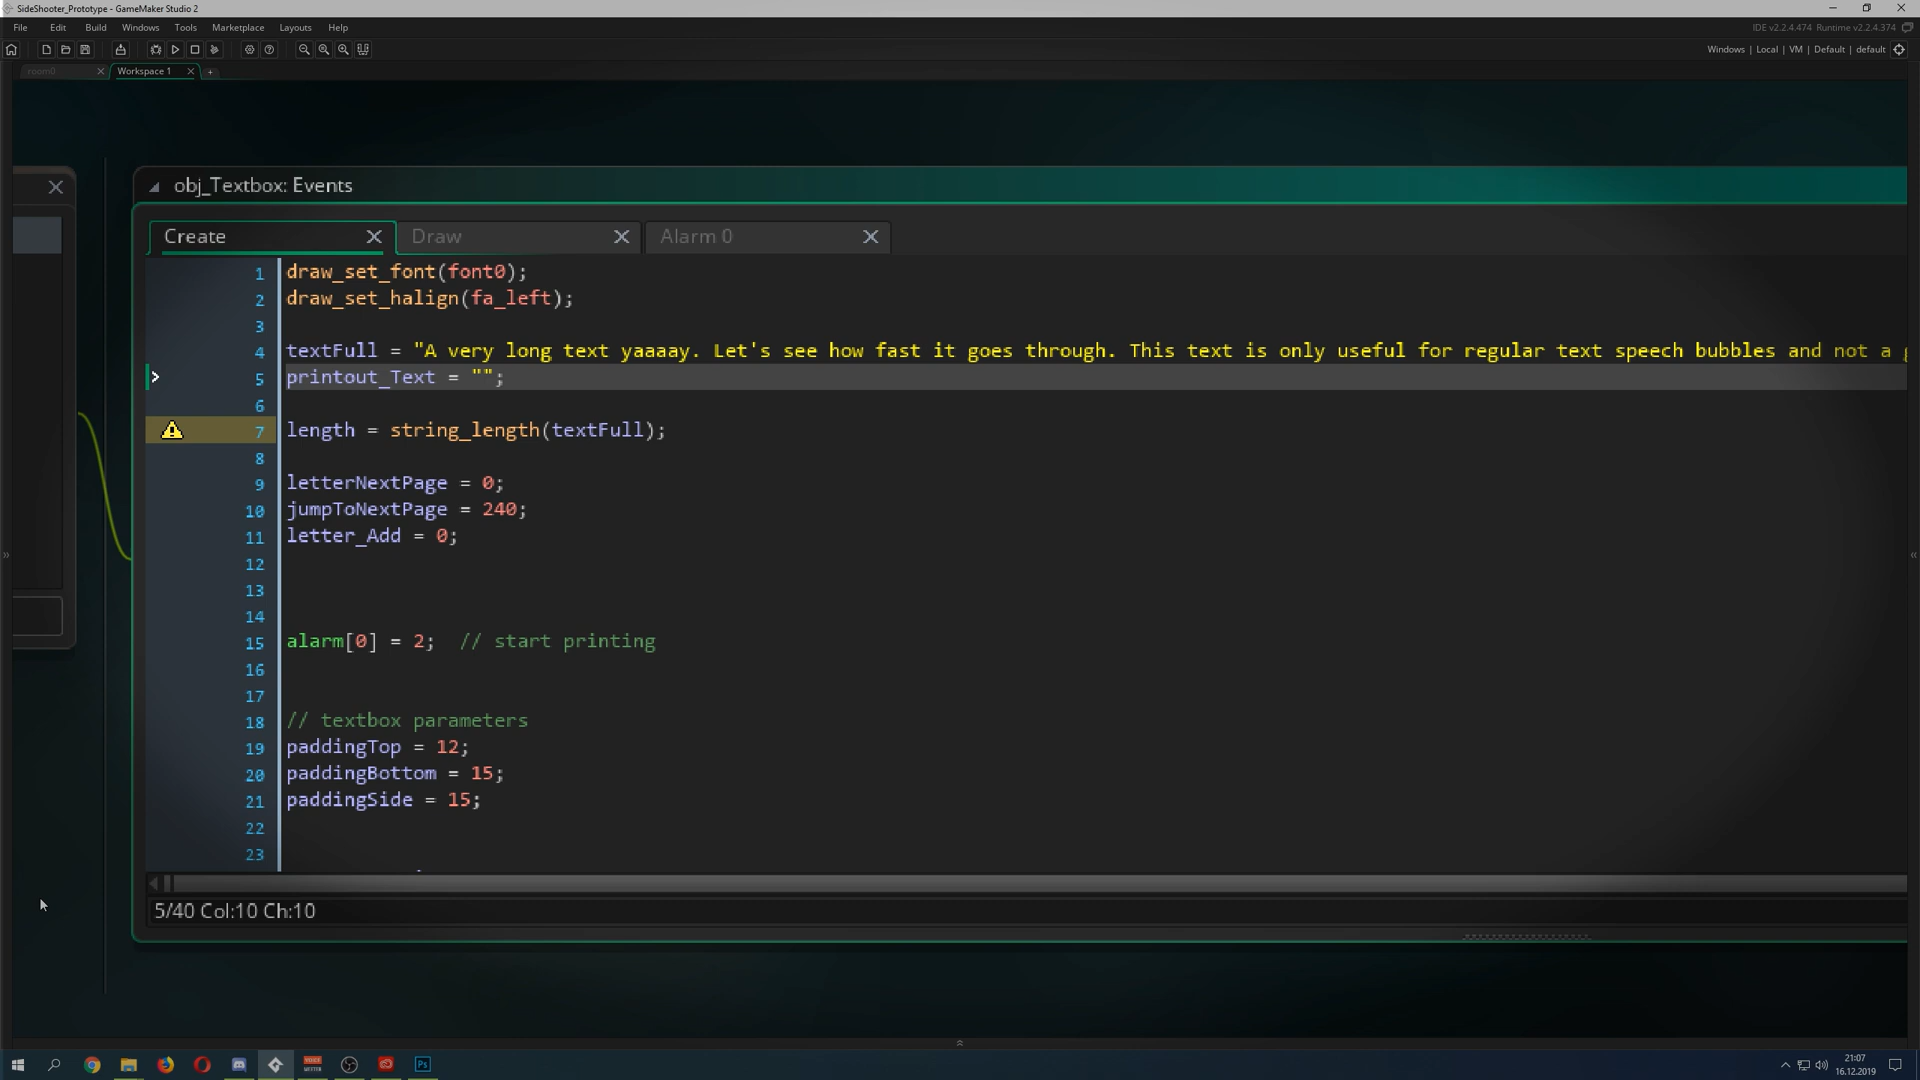 SideShooter_Prototype - GameMaker Studio 2
File Edit Build Windows Tools Marketplace Layouts Help
IDE v2.2.4.474 Runtime v2.2.4.374
Windows | Local | VM | Default | default
room0
Workspace 1
obj_Textbox: Events
Create Draw Alarm 0
1 draw_set_font(font0);
2 draw_set_halign(fa_left);
3
4 textFull = "A very long text yaaaay. Let's see how fast it goes through. This text is only useful for regular text speech bubbles and not a
5 printout_Text = "";
6
7 length = string_length(textFull);
8
9 letterNextPage = 0;
10 jumpToNextPage = 240;
11 letter_Add = 0;
12
13
14
15 alarm[0] = 2; // start printing
16
17
18 // textbox parameters
19 paddingTop = 12;
20 paddingBottom = 15;
21 paddingSide = 15;
22
23
5/40 Col:10 Ch:10
Ps
21:07
16.12.2019